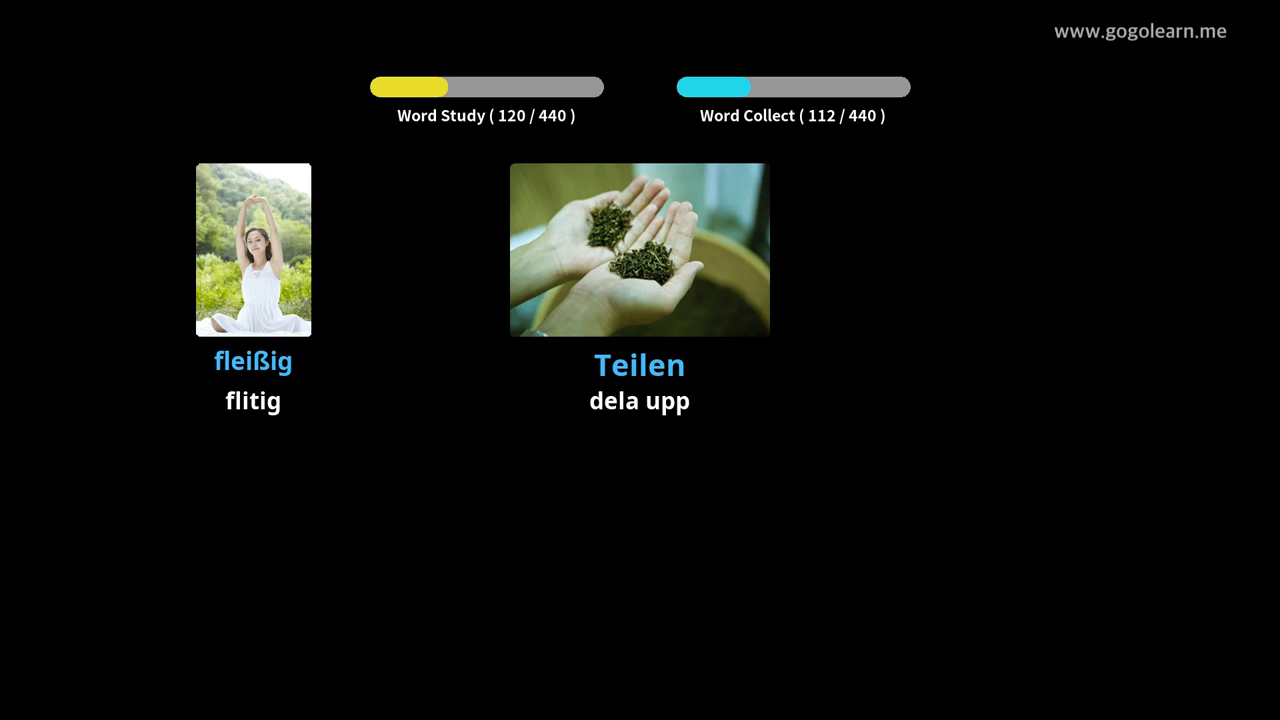 www.gogolearn.me
Word Study ( 120 / 440 )
Word Collect ( 112 / 440 )
fleißig
flitig
Teilen
dela upp